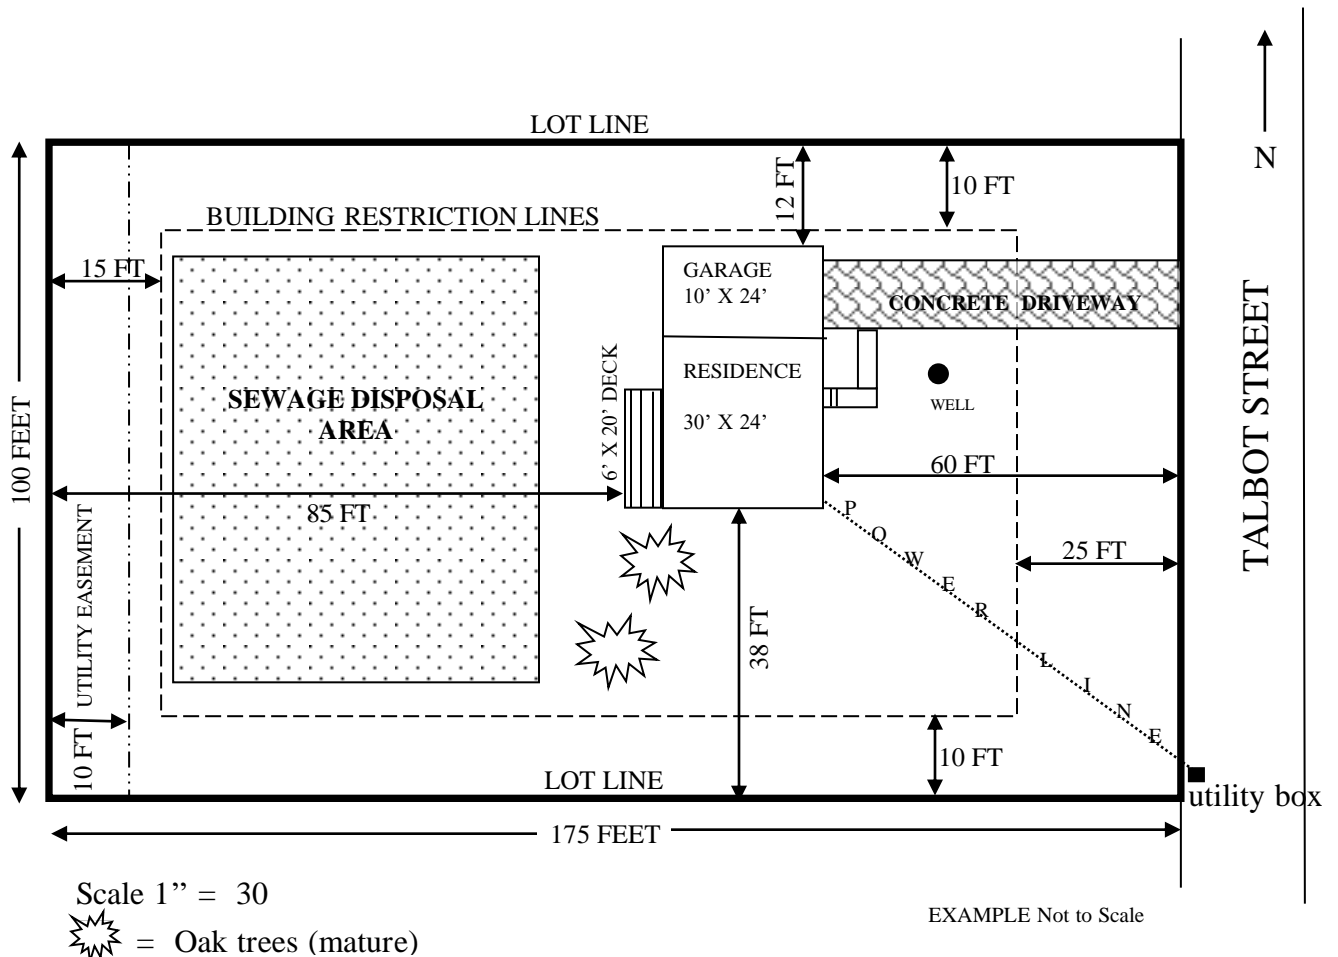 LOT LINE
N
12 FT
10 FT
BUILDING RESTRICTION LINES
15 FT
GARAGE
10’ X 24’
CONCRETE DRIVEWAY
RESIDENCE
30’ X 24’
6’ X 20’ DECK
SEWAGE DISPOSAL
AREA
WELL
TALBOT STREET
100 FEET
60 FT
85 FT
POWER LINE
25 FT
UTILITY EASEMENT
38 FT
10 FT
10 FT
LOT LINE
utility box
175 FEET
Scale 1” = 30
EXAMPLE Not to Scale
= Oak trees (mature)